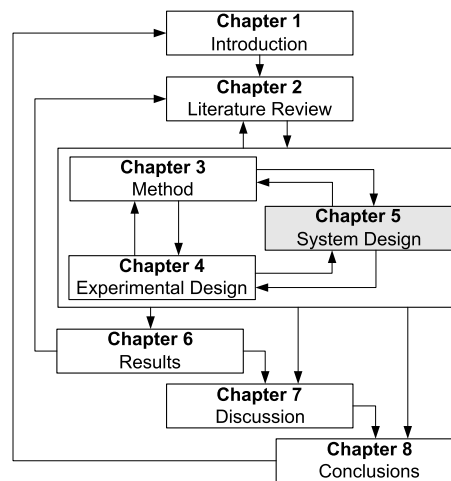 Chapter 1
Introduction
Chapter 2
Literature Review
Chapter 3
Method
Chapter 5
System Design
Chapter 4
Experimental Design
Chapter 6
Results
Chapter 7
Discussion
Chapter 8
Conclusions